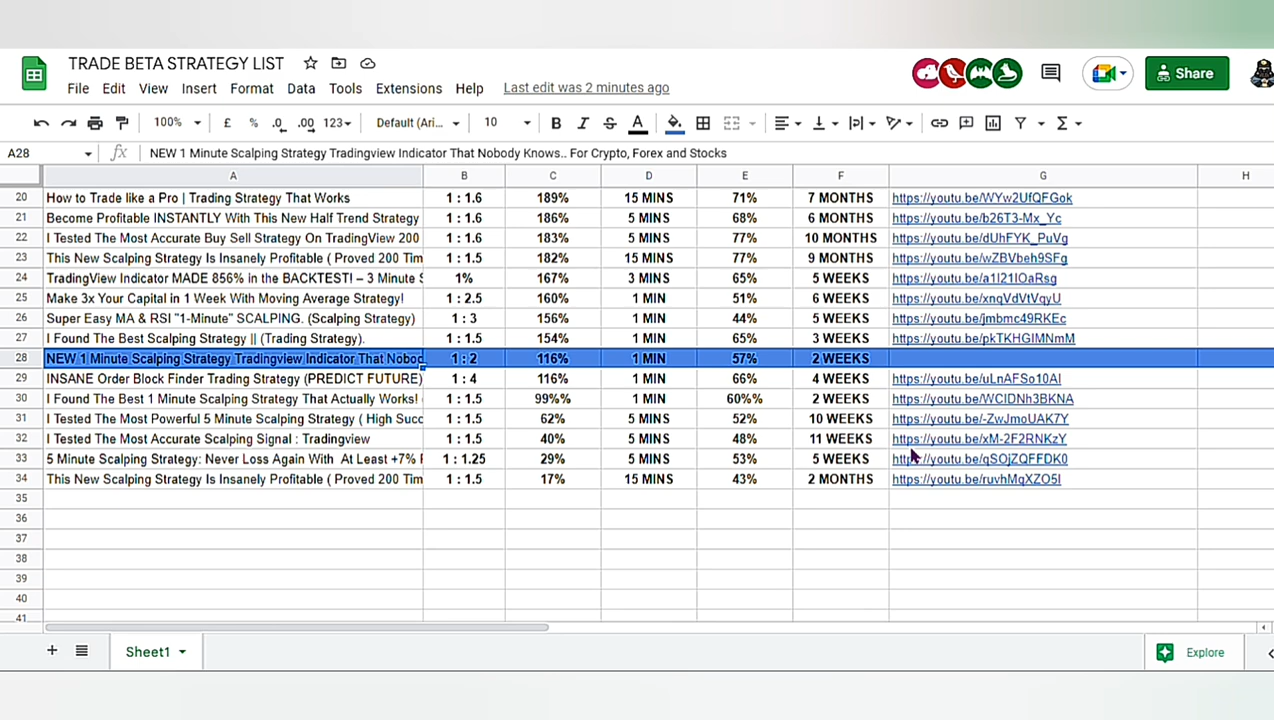 TRADE BETA STRATEGY LIST
File Edit View Insert Format Data Tools Extensions Help Last edit was 2 minutes ago
Share
100% £ % .0 .00 123 Default (Ari... 10 B I S A
A28 fx NEW 1 Minute Scalping Strategy Tradingview Indicator That Nobody Knows.. For Crypto, Forex and Stocks
A B C D E F G H
20 How to Trade like a Pro | Trading Strategy That Works 1 : 1.6 189% 15 MINS 71% 7 MONTHS https://youtu.be/WYw2UfQFGok
21 Become Profitable INSTANTLY With This New Half Trend Strategy 1 : 1.6 186% 5 MINS 68% 6 MONTHS https://youtu.be/b26T3-Mx_Yc
22 I Tested The Most Accurate Buy Sell Strategy On TradingView 200 1 : 1.6 183% 5 MINS 77% 10 MONTHS https://youtu.be/dUhFYK_PuVg
23 This New Scalping Strategy Is Insanely Profitable ( Proved 200 Tim 1 : 1.5 182% 15 MINS 77% 9 MONTHS https://youtu.be/wZBVbeh9SFg
24 TradingView Indicator MADE 856% in the BACKTEST! – 3 Minute S 1% 167% 3 MINS 65% 5 WEEKS https://youtu.be/a1l21IOaRsg
25 Make 3x Your Capital in 1 Week With Moving Average Strategy! 1 : 2.5 160% 1 MIN 51% 6 WEEKS https://youtu.be/xnqVdVtVqyU
26 Super Easy MA & RSI "1-Minute" SCALPING. (Scalping Strategy) 1 : 3 156% 1 MIN 44% 5 WEEKS https://youtu.be/jmbmc49RKEc
27 I Found The Best Scalping Strategy || (Trading Strategy). 1 : 1.5 154% 1 MIN 65% 3 WEEKS https://youtu.be/pkTKHGIMNmM
28 NEW 1 Minute Scalping Strategy Tradingview Indicator That Noboc 1 : 2 116% 1 MIN 57% 2 WEEKS
29 INSANE Order Block Finder Trading Strategy (PREDICT FUTURE) 1 : 4 116% 1 MIN 66% 4 WEEKS https://youtu.be/uLnAFSo10AI
30 I Found The Best 1 Minute Scalping Strategy That Actually Works! 1 : 1.5 99%% 1 MIN 60%% 2 WEEKS https://youtu.be/WCIDNh3BKNA
31 I Tested The Most Powerful 5 Minute Scalping Strategy ( High Succ 1 : 1.5 62% 5 MINS 52% 10 WEEKS https://youtu.be/-ZwJmoUAK7Y
32 I Tested The Most Accurate Scalping Signal : Tradingview 1 : 1.5 40% 5 MINS 48% 11 WEEKS https://youtu.be/xM-2F2RNKzY
33 5 Minute Scalping Strategy: Never Loss Again With At Least +7% F 1 : 1.25 29% 5 MINS 53% 5 WEEKS https://youtu.be/qSOjZQFFDK0
34 This New Scalping Strategy Is Insanely Profitable ( Proved 200 Tim 1 : 1.5 17% 15 MINS 43% 2 MONTHS https://youtu.be/ruvhMqXZO5I
35
36
37
38
39
40
41
Sheet1
Explore